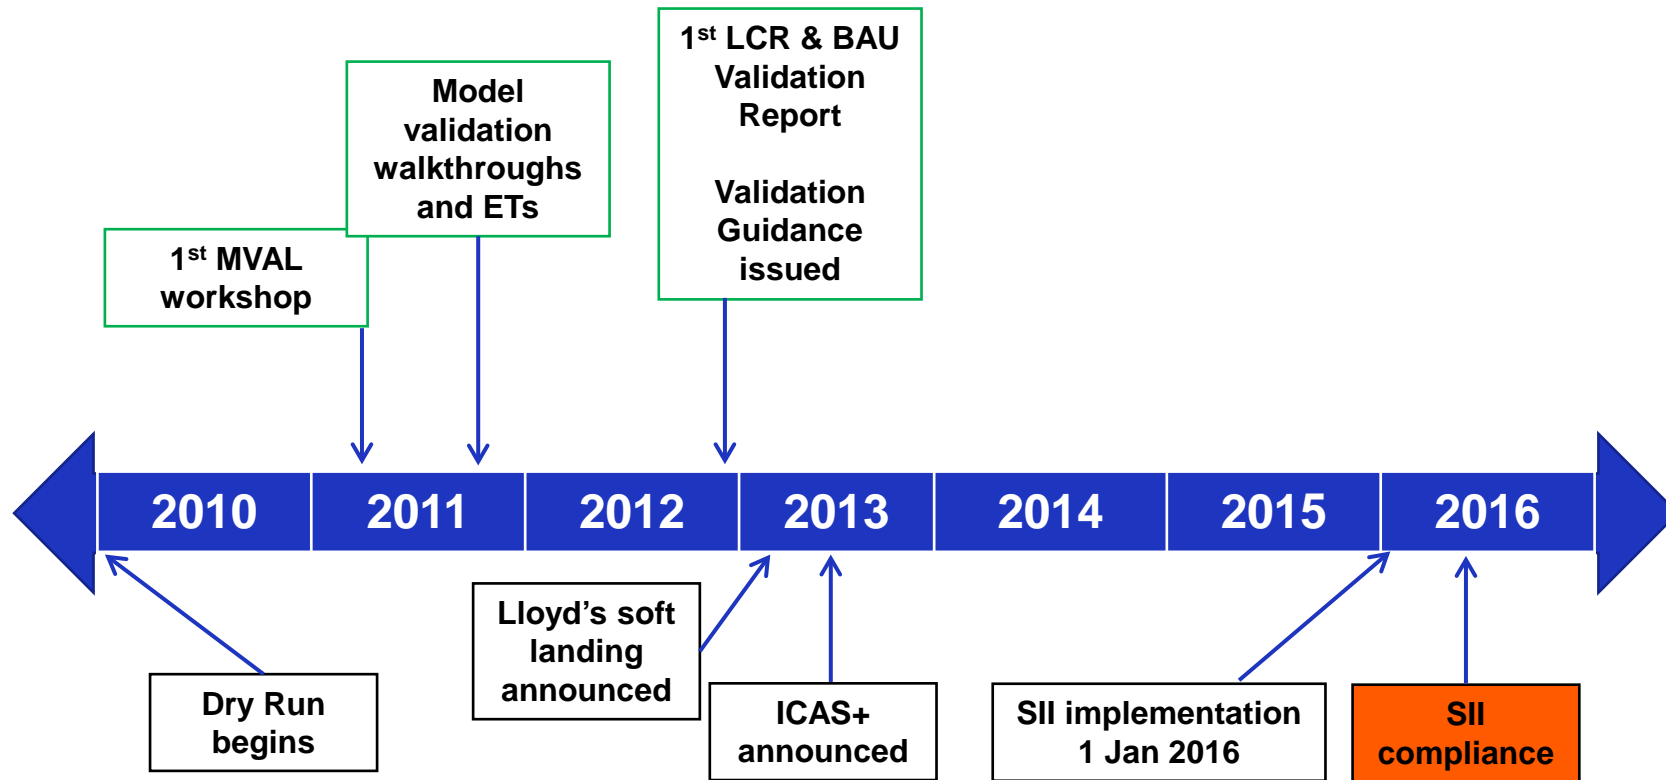 1st LCR & BAU
Validation
Report
Validation
Guidance
issued
Model
validation
walkthroughs
and ETs
1st MVAL
workshop
2010
2011
2012
2013
2014
2015
2016
Dry Run
begins
Lloyd's soft
landing
announced
ICAS+
announced
SII implementation
1 Jan 2016
SII
compliance